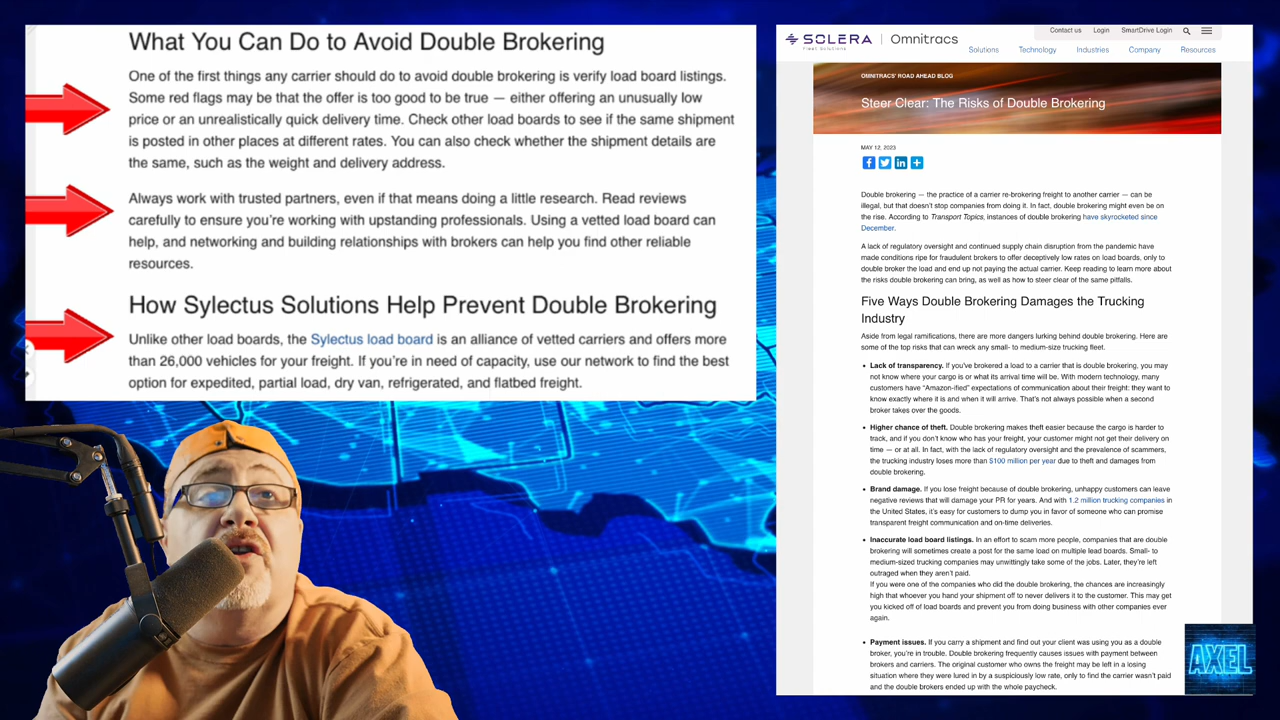 What You Can Do to Avoid Double Brokering
One of the first things any carrier should do to avoid double brokering is verify load board listings.
Some red flags may be that the offer is too good to be true — either offering an unusually low
price or an unrealistically quick delivery time. Check other load boards to see if the same shipment
is posted in other places at different rates. You can also check whether the shipment details are
the same, such as the weight and delivery address.
Always work with trusted partners, even if that means doing a little research. Read reviews
carefully to ensure you're working with upstanding professionals. Using a vetted load board can
help, and networking and building relationships with brokers can help you find other reliable
resources.
How Sylectus Solutions Help Prevent Double Brokering
Unlike other load boards, the Sylectus load board is an alliance of vetted carriers and offers more
than 26,000 vehicles for your freight. If you're in need of capacity, use our network to find the best
option for expedited, partial load, dry van, refrigerated, and flatbed freight.
Contact us Login SmartDrive Login
SOLERA | Omnitracs
Fleet Solutions
Solutions Technology Industries Company Resources
OMNITRACS' ROAD AHEAD BLOG
Steer Clear: The Risks of Double Brokering
MAY 12, 2023
Double brokering — the practice of a carrier re-brokering freight to another carrier — can be
illegal, but that doesn't stop companies from doing it. In fact, double brokering might even be on
the rise. According to Transport Topics, instances of double brokering have skyrocketed since
December.
A lack of regulatory oversight and continued supply chain disruption from the pandemic have
made conditions ripe for fraudulent brokers to offer deceptively low rates on load boards, only to
double broker the load and end up not paying the actual carrier. Keep reading to learn more about
the risks double brokering can bring, as well as how to steer clear of the same pitfalls.
Five Ways Double Brokering Damages the Trucking
Industry
Aside from legal ramifications, there are more dangers lurking behind double brokering. Here are
some of the top risks that can wreck any small- to medium-size trucking fleet.
• Lack of transparency. If you've brokered a load to a carrier that is double brokering, you may
not know where your cargo is or what its arrival time will be. With modern technology, many
customers have “Amazon-ified” expectations of communication about their freight: they want to
know exactly where it is and when it will arrive. That's not always possible when a second
broker takes over the goods.
• Higher chance of theft. Double brokering makes theft easier because the cargo is harder to
track, and if you don't know who has your freight, your customer might not get their delivery on
time — or at all. In fact, with the lack of regulatory oversight and the prevalence of scammers,
the trucking industry loses more than $100 million per year due to theft and damages from
double brokering.
• Brand damage. If you lose freight because of double brokering, unhappy customers can leave
negative reviews that will damage your PR for years. And with 1.2 million trucking companies in
the United States, it's easy for customers to dump you in favor of someone who can promise
transparent freight communication and on-time deliveries.
• Inaccurate load board listings. In an effort to scam more people, companies that are double
brokering will sometimes create a post for the same load on multiple lead boards. Small- to
medium-sized trucking companies may unwittingly take some of the jobs. Later, they're left
outraged when they aren't paid.
If you were one of the companies who did the double brokering, the chances are increasingly
high that whoever you hand your shipment off to never delivers it to the customer. This may get
you kicked off of load boards and prevent you from doing business with other companies ever
again.
• Payment issues. If you carry a shipment and find out your client was using you as a double
broker, you're in trouble. Double brokering frequently causes issues with payment between
brokers and carriers. The original customer who owns the freight may be left in a losing
situation where they were lured in by a suspiciously low rate, only to find the carrier wasn't paid
and the double brokers ended up with the whole paycheck.
AXEL